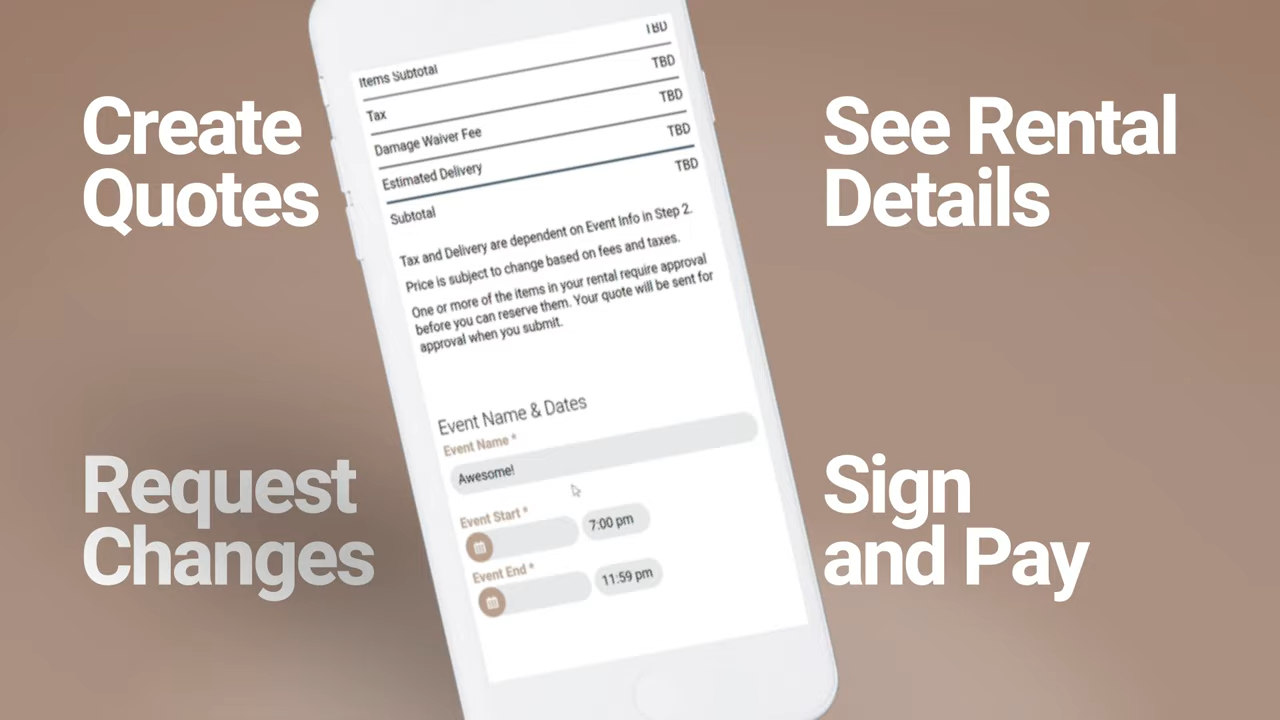 Create
Quotes
See Rental
Details
Request
Changes
Sign
and Pay
TBD
Items Subtotal
TBD
Tax
TBD
Damage Waiver Fee
TBD
Estimated Delivery
TBD
Subtotal
Tax and Delivery are dependent on Event Info in Step 2.
Price is subject to change based on fees and taxes.
One or more of the items in your rental require approval
before you can reserve them. Your quote will be sent for
approval when you submit.
Event Name & Dates
Event Name *
Awesome!
Event Start *
7:00 pm
Event End *
11:59 pm